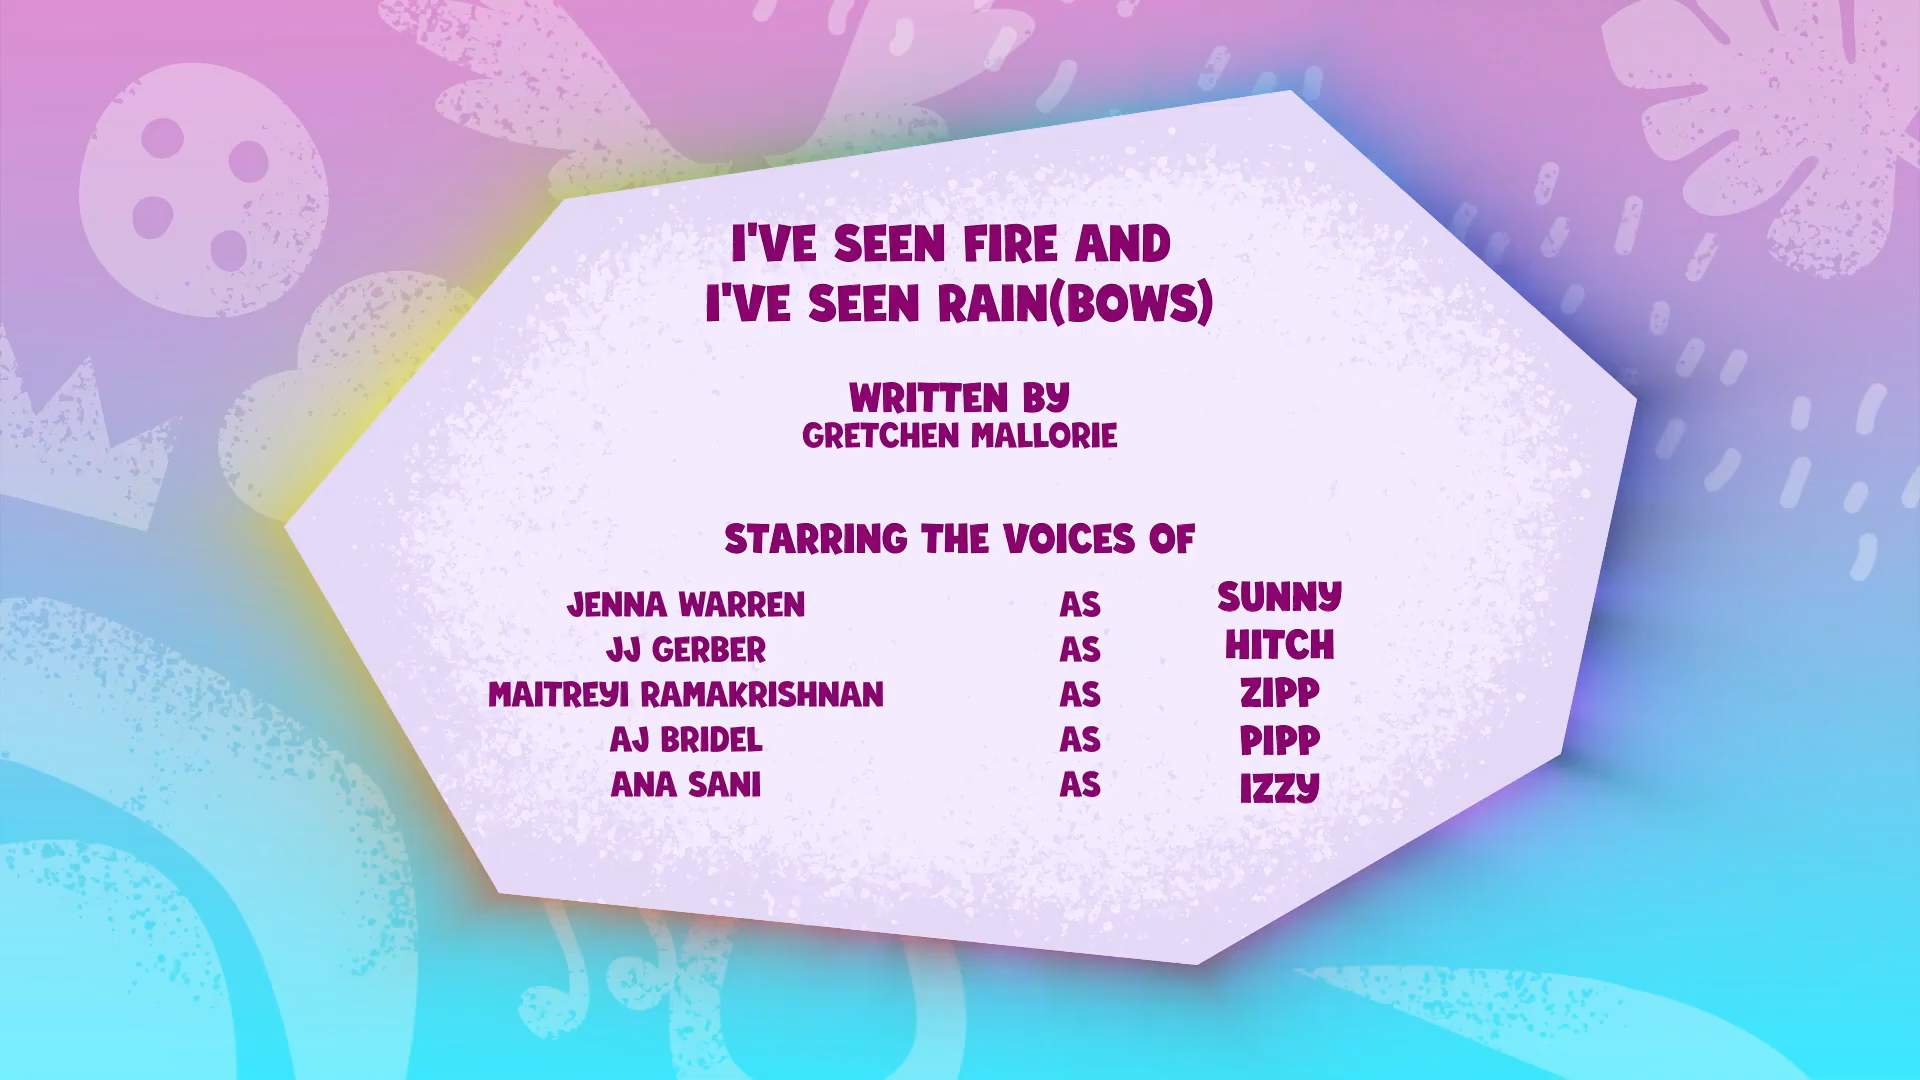 I'VE SEEN FIRE AND
I'VE SEEN RAIN(BOWS)
WRITTEN BY
GRETCHEN MALLORIE
STARRING THE VOICES OF
JENNA WARREN AS SUNNY
JJ GERBER AS HITCH
MAITREYI RAMAKRISHNAN AS ZIPP
AJ BRIDEL AS PIPP
ANA SANI AS IZZY